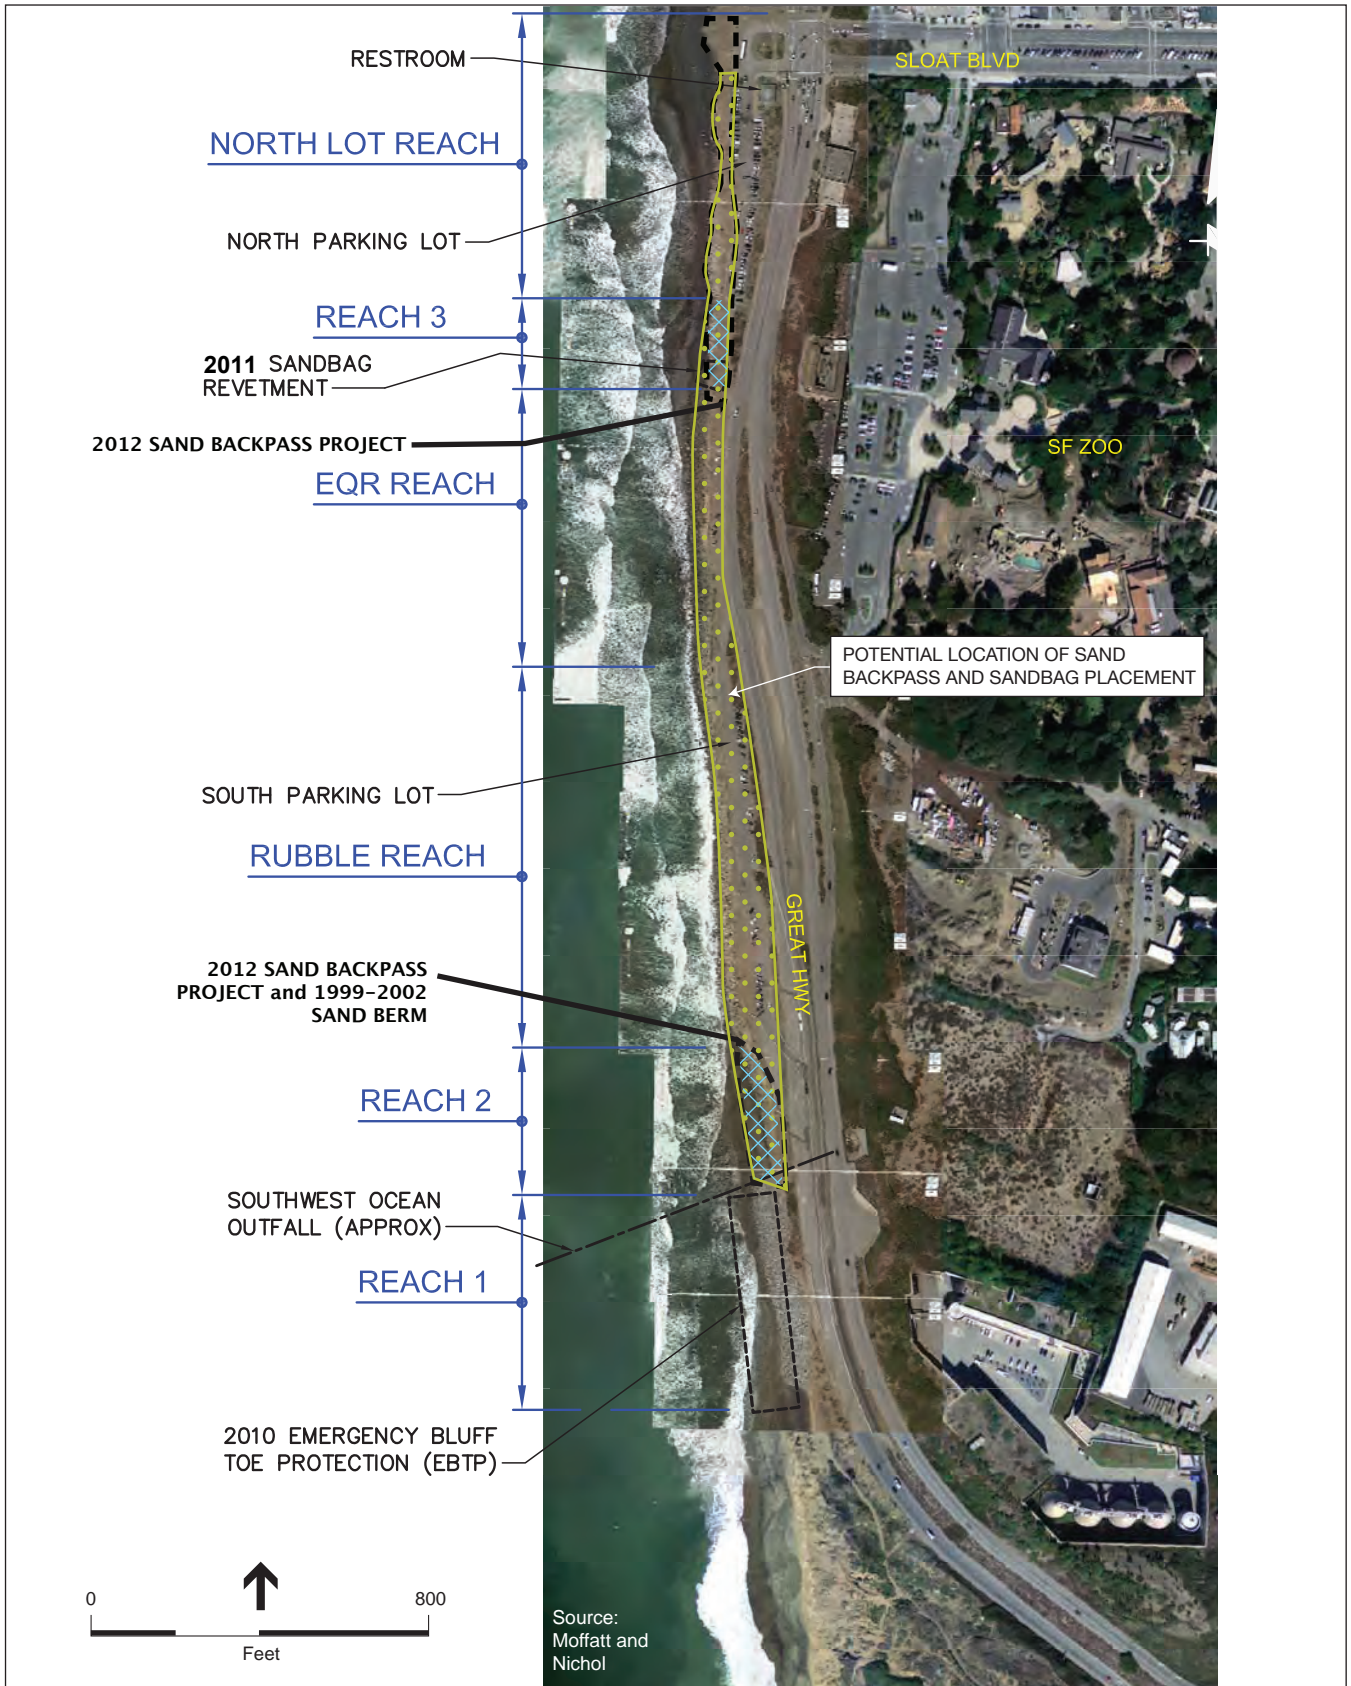 RESTROOM
SLOAT BLVD
NORTH LOT REACH
NORTH PARKING LOT
REACH 3
2011 SANDBAG
REVETMENT
2012 SAND BACKPASS PROJECT
SF ZOO
EQR REACH
POTENTIAL LOCATION OF SAND
BACKPASS AND SANDBAG PLACEMENT
SOUTH PARKING LOT
RUBBLE REACH
GREAT HWY
2012 SAND BACKPASS
PROJECT and 1999-2002
SAND BERM
REACH 2
SOUTHWEST OCEAN
OUTFALL (APPROX)
REACH 1
2010 EMERGENCY BLUFF
TOE PROTECTION (EBTP)
0 800
Feet
Source:
Moffatt and
Nichol